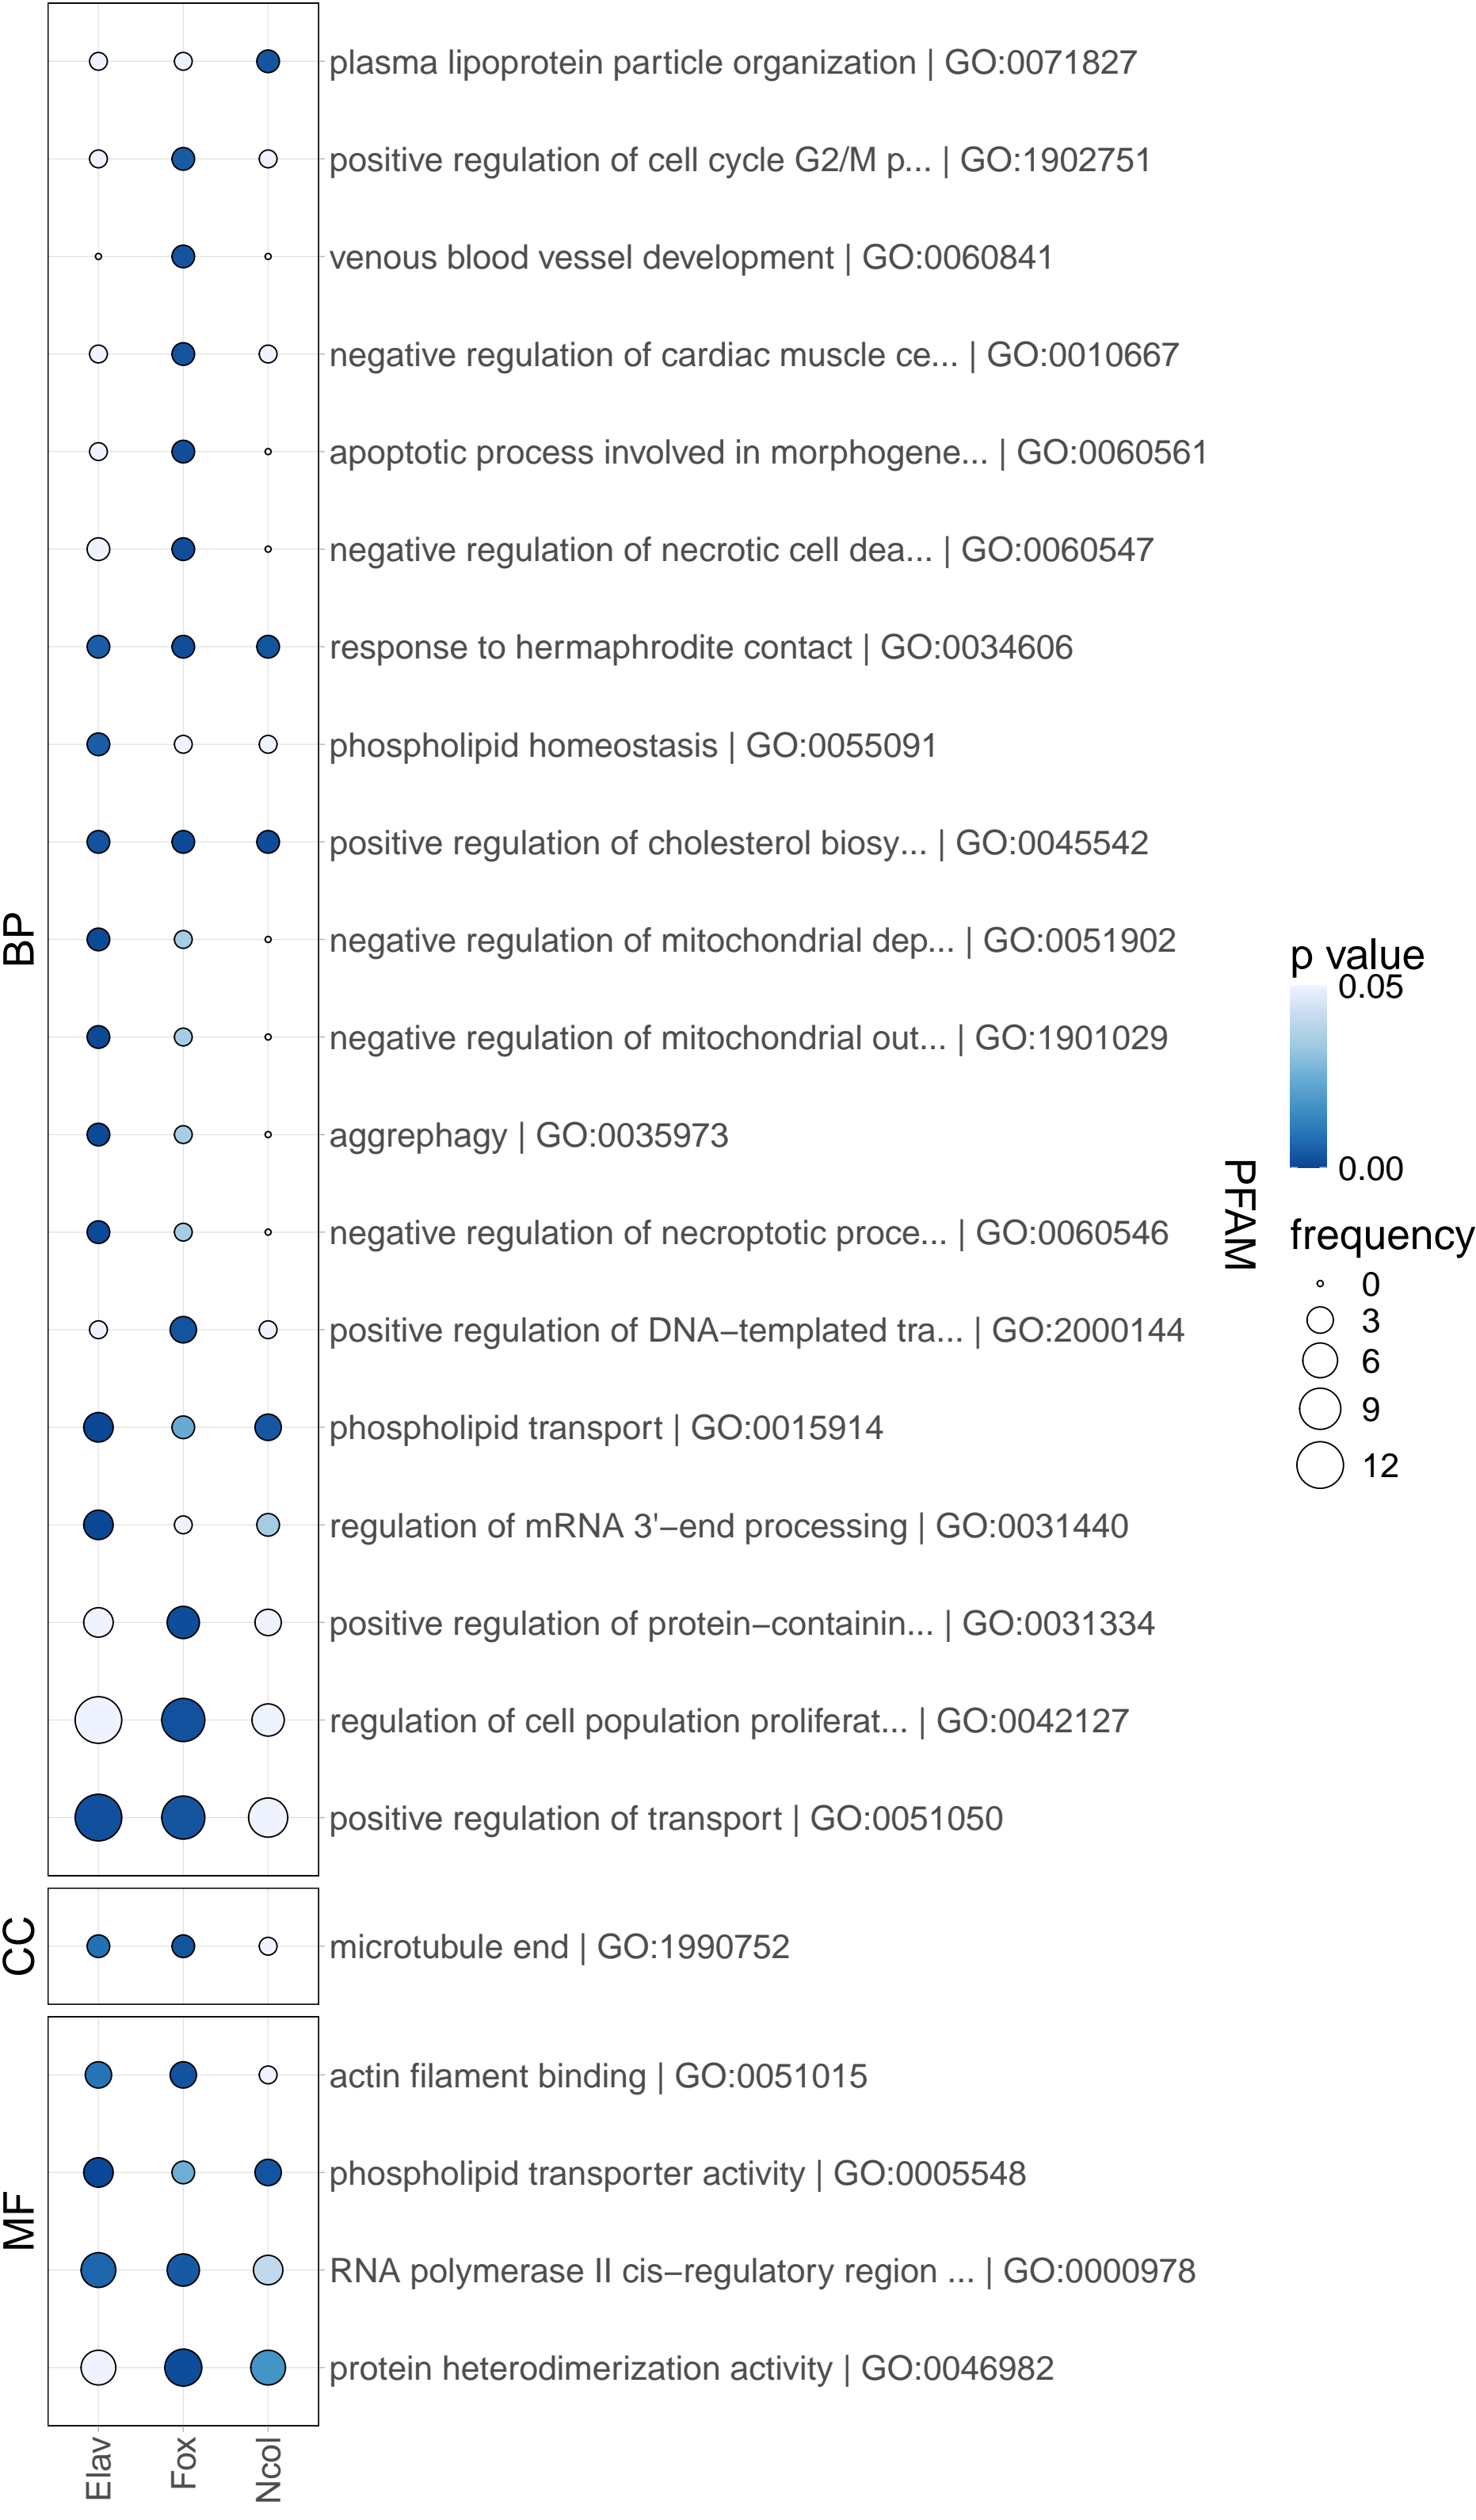 BP
plasma lipoprotein particle organization | GO:0071827
positive regulation of cell cycle G2/M p... | GO:1902751
venous blood vessel development | GO:0060841
negative regulation of cardiac muscle ce... | GO:0010667
apoptotic process involved in morphogene... | GO:0060561
negative regulation of necrotic cell dea... | GO:0060547
response to hermaphrodite contact | GO:0034606
phospholipid homeostasis | GO:0055091
positive regulation of cholesterol biosy... | GO:0045542
negative regulation of mitochondrial dep... | GO:0051902
negative regulation of mitochondrial out... | GO:1901029
aggrephagy | GO:0035973
negative regulation of necroptotic proce... | GO:0060546
positive regulation of DNA−templated tra... | GO:2000144
phospholipid transport | GO:0015914
regulation of mRNA 3'−end processing | GO:0031440
positive regulation of protein−containin... | GO:0031334
regulation of cell population proliferat... | GO:0042127
positive regulation of transport | GO:0051050
CC
microtubule end | GO:1990752
MF
actin filament binding | GO:0051015
phospholipid transporter activity | GO:0005548
RNA polymerase II cis−regulatory region ... | GO:0000978
protein heterodimerization activity | GO:0046982
Elav
Fox
Ncol
PFAM
p value
0.05
0.00
frequency
0
3
6
9
12